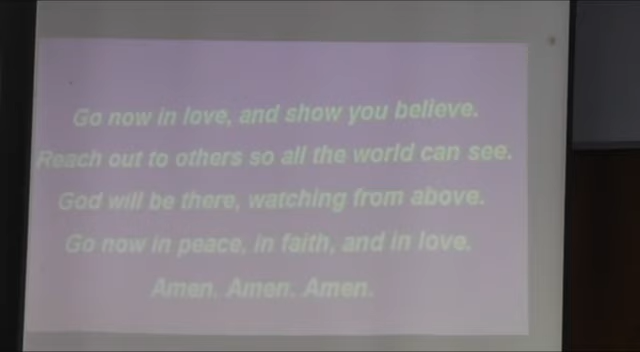 Go now in love, and show you believe.
Reach out to others so all the world can see.
God will be there, watching from above.
Go now in peace, in faith, and in love.
Amen. Amen. Amen.